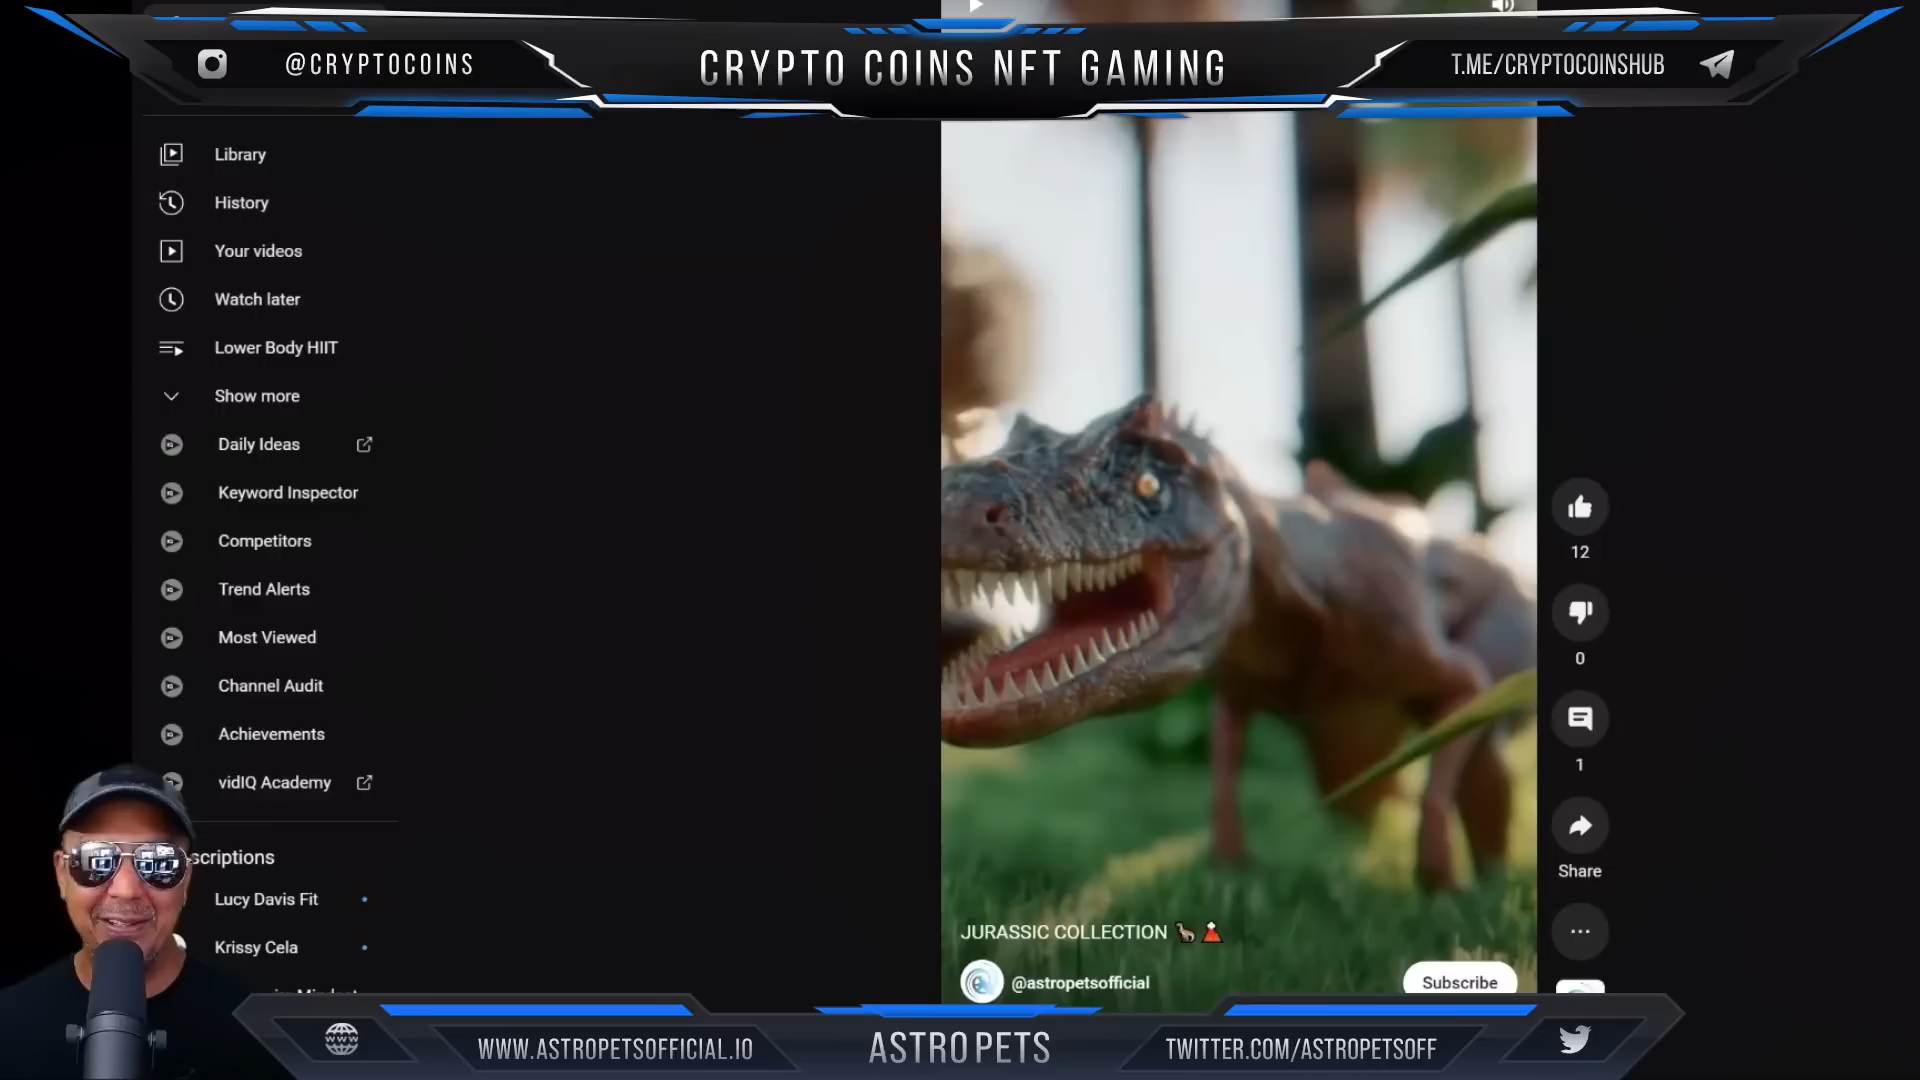 @CRYPTOCOINS
CRYPTO COINS NFT GAMING
T.ME/CRYPTOCOINSHUB
Library
History
Your videos
Watch later
Lower Body HIIT
Show more
Daily Ideas
Keyword Inspector
Competitors
Trend Alerts
Most Viewed
Channel Audit
Achievements
vidIQ Academy
scriptions
Lucy Davis Fit
Krissy Cela
12
0
1
Share
JURASSIC COLLECTION
@astropetsofficial
Subscribe
WWW
WWW.ASTROPETSOFFICIAL.IO
ASTRO PETS
TWITTER.COM/ASTROPETSOFF